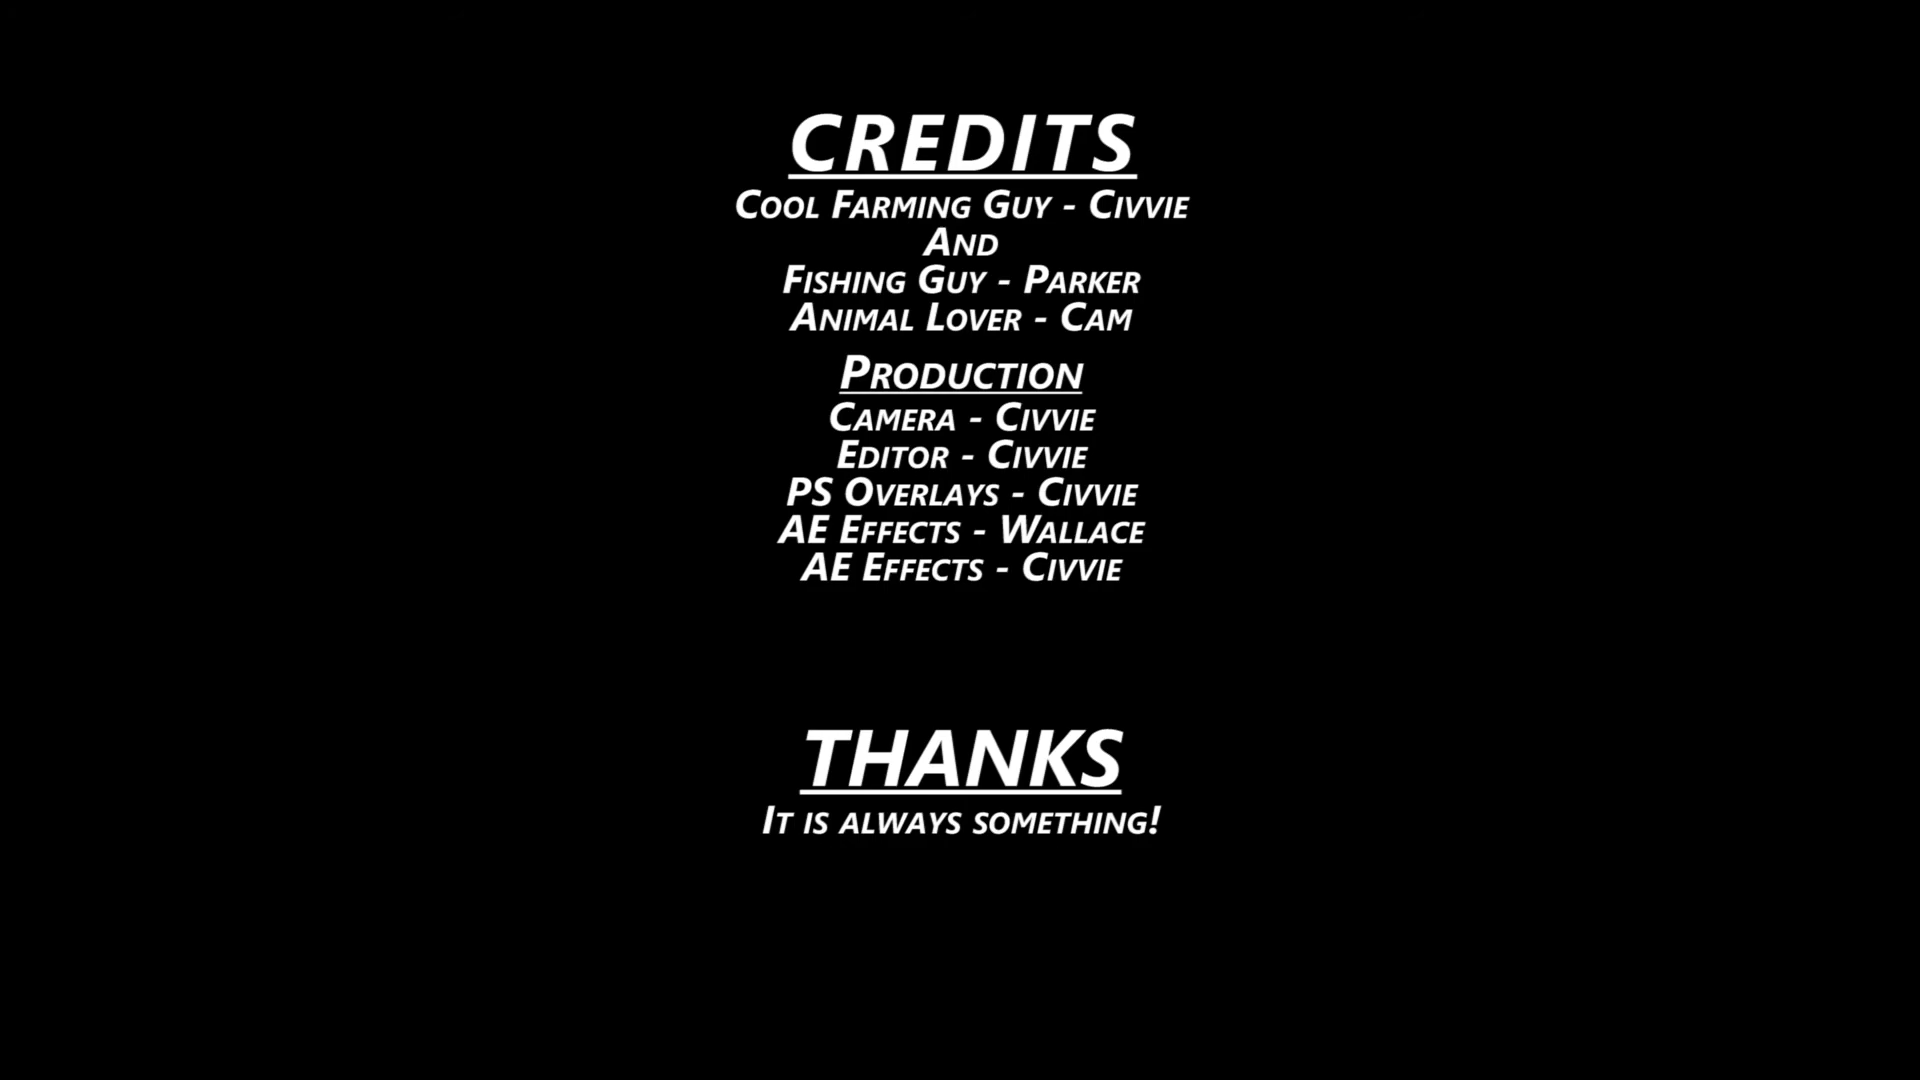 CREDITS
Cool Farming Guy - Civvie
And
Fishing Guy - Parker
Animal Lover - Cam
Production
Camera - Civvie
Editor - Civvie
PS Overlays - Civvie
AE Effects - Wallace
AE Effects - Civvie
THANKS
It is always something!